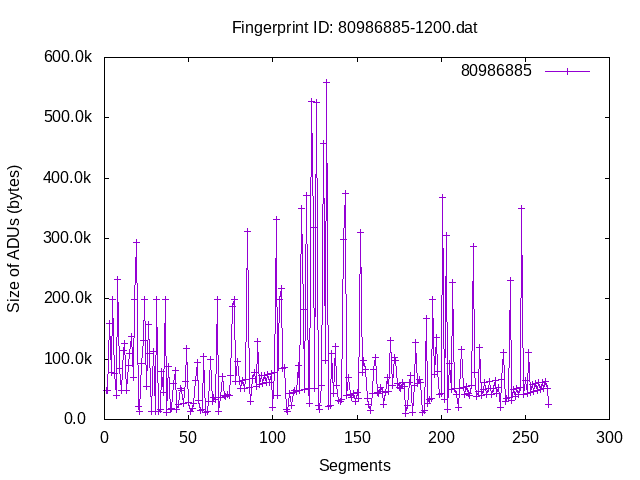 Fingerprint ID: 80986885-1200.dat
600.0k
80986885
500.0k
400.0k
300.0k
200.0k
100.0k
0.0
Size of ADUs (bytes)
0 50 100 150 200 250 300
Segments